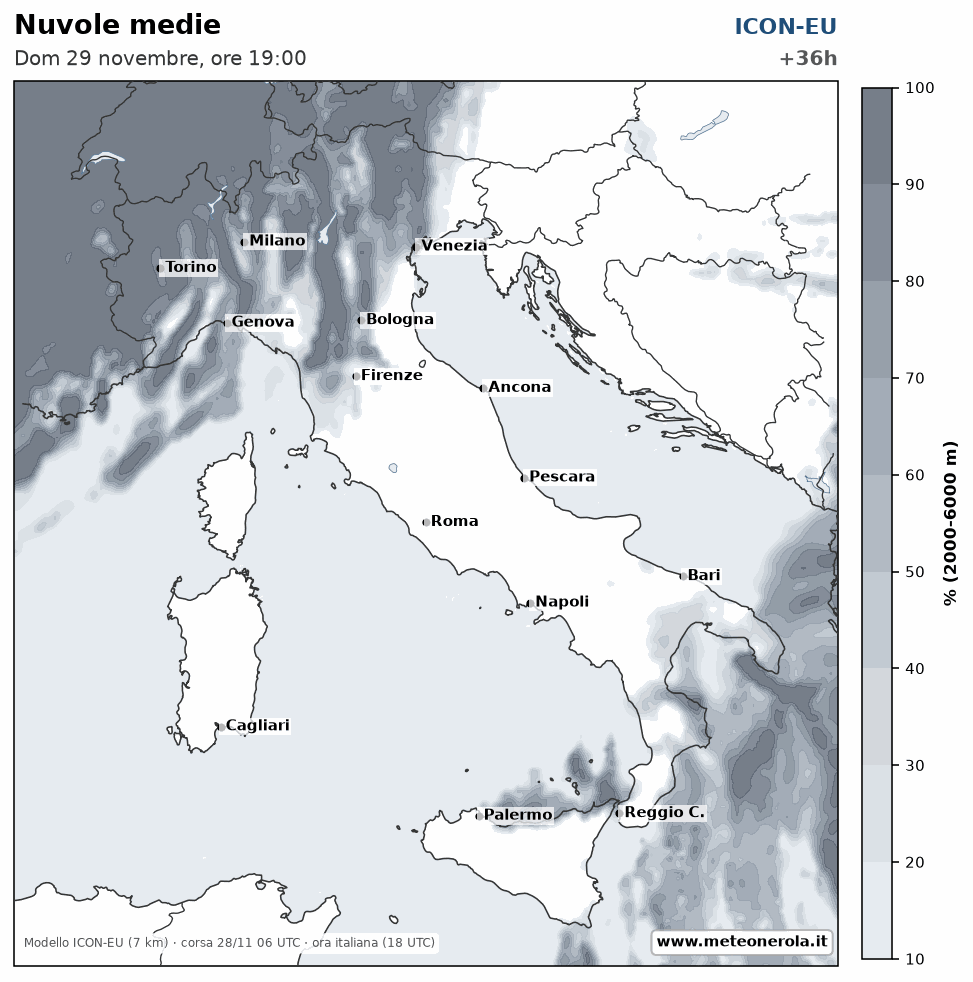 Nuvole medie
ICON-EU
Dom 29 novembre, ore 19:00
+36h
100
90
80
70
60
50
40
30
20
10
% (2000-6000 m)
Milano
Venezia
Torino
Genova
Bologna
Firenze
Ancona
Pescara
Roma
Bari
Napoli
Cagliari
Palermo
Reggio C.
Modello ICON-EU (7 km) · corsa 28/11 06 UTC · ora italiana (18 UTC)
www.meteonerola.it